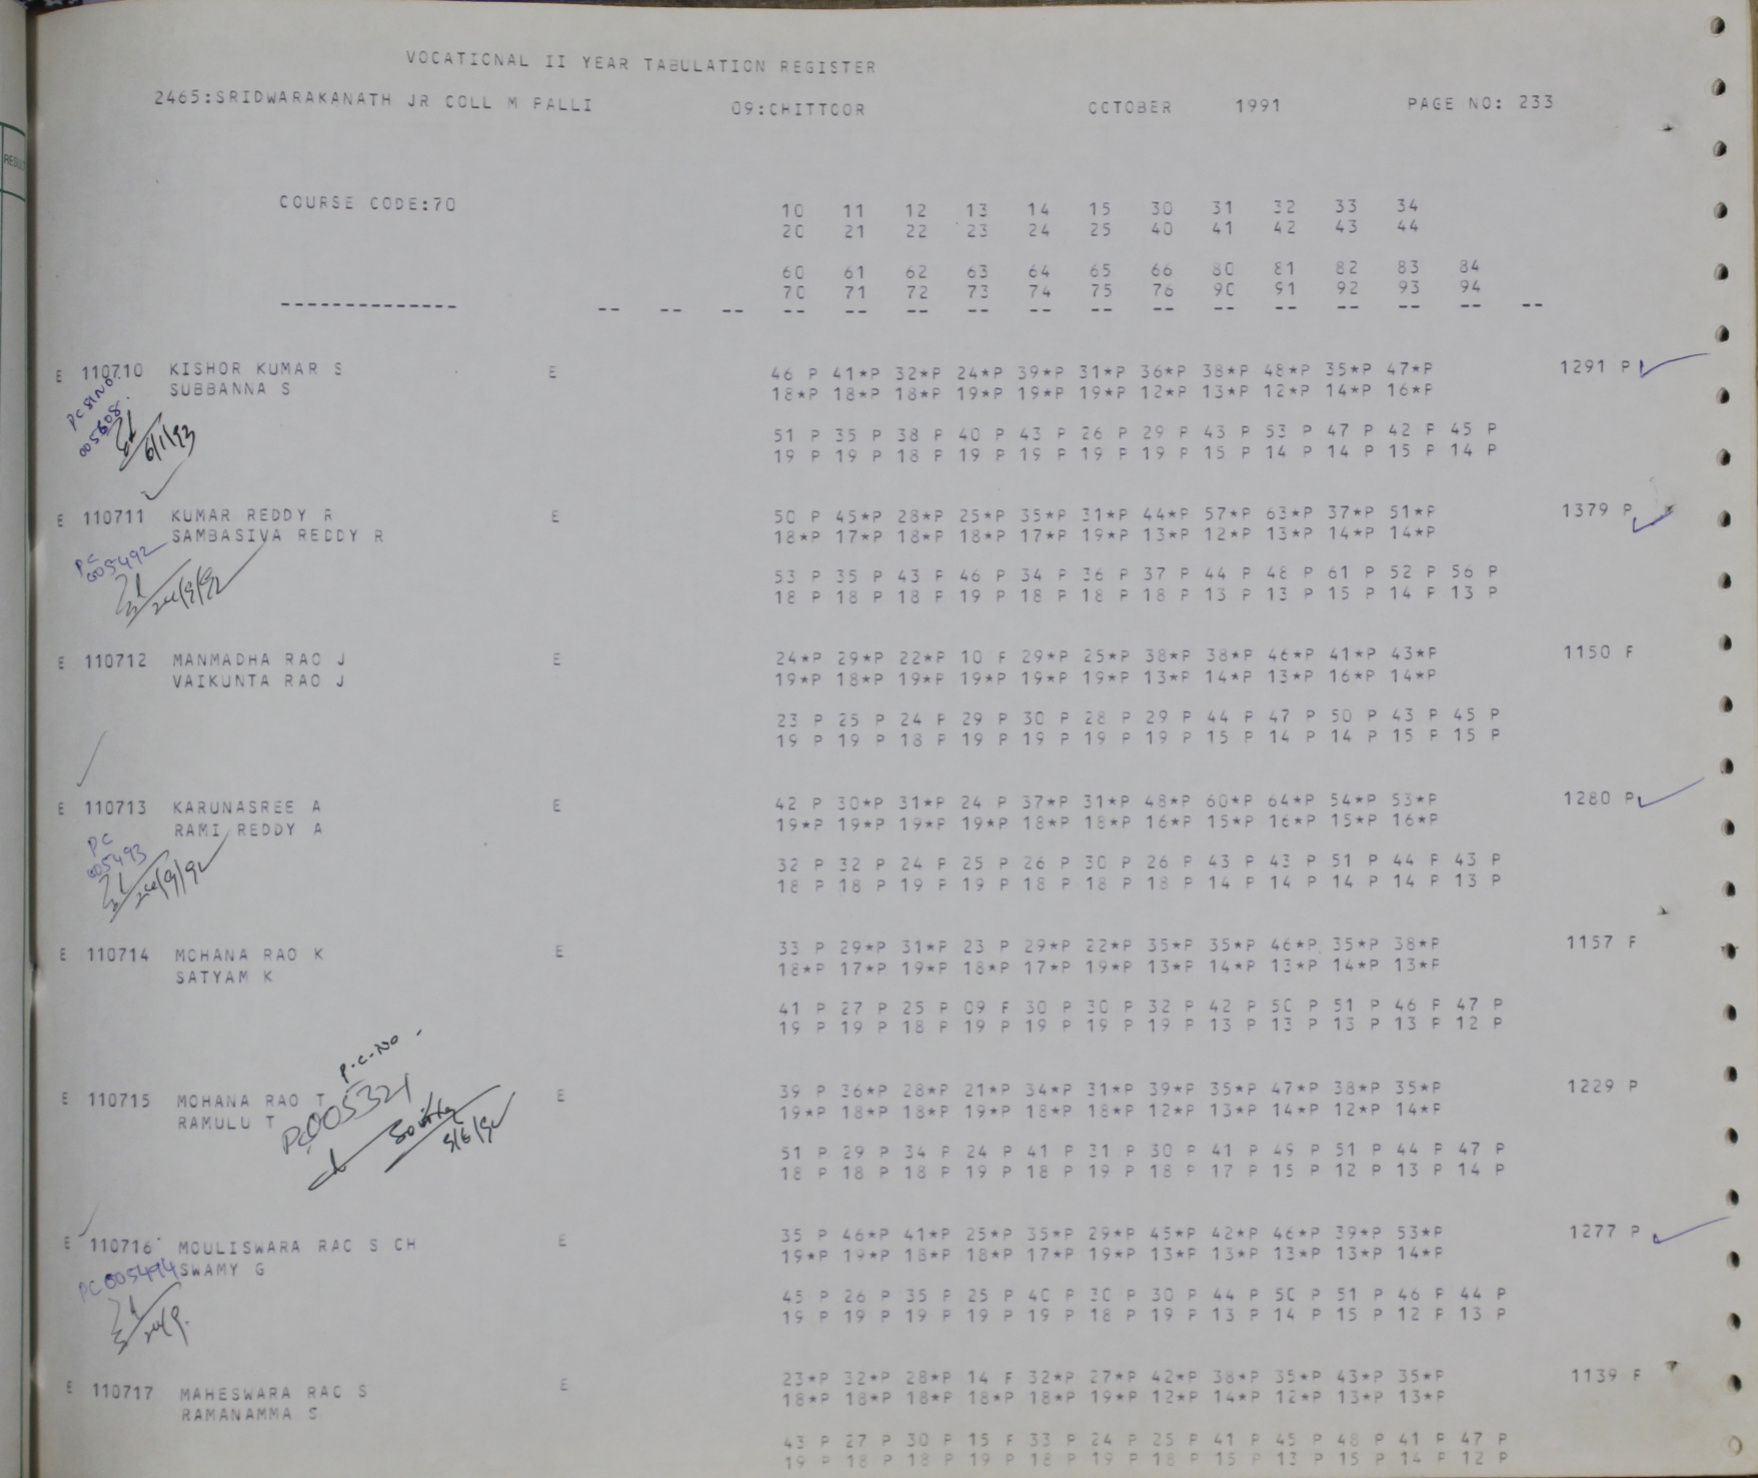 VOCATIONAL II YEAR TABULATION REGISTER
2465:SRIDWARAKANATH JR COLL M PALLI 09:CHITTOOR OCTOBER 1991 PAGE NO: 233
COURSE CODE:70 10 11 12 13 14 15 30 31 32 33 34
20 21 22 23 24 25 40 41 42 43 44
60 61 62 63 64 65 66 80 81 82 83 84
70 71 72 73 74 75 76 90 91 92 93 94
-------------- -- -- -- -- -- -- -- -- -- -- -- -- -- -- -- --
E 110710 KISHOR KUMAR S E 46 P 41*P 32*P 24*P 39*P 31*P 36*P 38*P 48*P 35*P 47*P 1291 P
SUBBANNA S 18*P 18*P 18*P 19*P 19*P 19*P 12*P 13*P 12*P 14*P 16*P
51 P 35 P 38 P 40 P 43 P 26 P 29 P 43 P 53 P 47 P 42 P 45 P
6/1/93
19 P 19 P 18 P 19 P 19 P 19 P 19 P 15 P 14 P 14 P 15 P 14 P
E 110711 KUMAR REDDY R E 50 P 45*P 28*P 25*P 35*P 31*P 44*P 57*P 63*P 37*P 51*P 1379 P
SAMBASIVA REDDY R 18*P 17*P 18*P 18*P 17*P 19*P 13*P 12*P 13*P 14*P 14*P
PC
005492
53 P 35 P 43 P 46 P 34 P 36 P 37 P 44 P 48 P 61 P 52 P 56 P
18 P 18 P 18 P 19 P 18 P 18 P 18 P 13 P 13 P 15 P 14 P 13 P
E 110712 MANMADHA RAO J E 24*P 29*P 22*P 10 F 29*P 25*P 38*P 38*P 46*P 41*P 43*P 1150 F
VAIKUNTA RAO J 19*P 18*P 19*P 19*P 19*P 19*P 13*P 14*P 13*P 16*P 14*P
23 P 25 P 24 P 29 P 30 P 28 P 29 P 44 P 47 P 50 P 43 P 45 P
19 P 19 P 18 P 19 P 19 P 19 P 19 P 15 P 14 P 14 P 15 P 15 P
E 110713 KARUNASREE A E 42 P 30*P 31*P 24 P 37*P 31*P 48*P 60*P 64*P 54*P 53*P 1280 P
RAMI REDDY A 19*P 19*P 19*P 19*P 18*P 18*P 16*P 15*P 16*P 15*P 16*P
PC
005493
32 P 32 P 24 P 25 P 26 P 30 P 26 P 43 P 43 P 51 P 44 P 43 P
18 P 18 P 19 P 19 P 18 P 18 P 18 P 14 P 14 P 14 P 14 P 13 P
E 110714 MOHANA RAO K E 33 P 29*P 31*P 23 P 29*P 22*P 35*P 35*P 46*P 35*P 38*P 1157 F
SATYAM K 18*P 17*P 19*P 18*P 17*P 19*P 13*P 14*P 13*P 14*P 13*P
41 P 27 P 25 P 09 F 30 P 30 P 32 P 42 P 50 P 51 P 46 P 47 P
19 P 19 P 18 P 19 P 19 P 19 P 19 P 13 P 13 P 13 P 13 P 12 P
P.C.No
E 110715 MOHANA RAO T E 39 P 36*P 28*P 21*P 34*P 31*P 39*P 35*P 47*P 38*P 35*P 1229 P
RAMULU T 19*P 18*P 18*P 19*P 18*P 18*P 12*P 13*P 14*P 12*P 14*P
PC005321
51 P 29 P 34 P 24 P 41 P 31 P 30 P 41 P 49 P 51 P 44 P 47 P
18 P 18 P 18 P 19 P 18 P 19 P 18 P 17 P 15 P 12 P 13 P 14 P
E 110716 MOULISWARA RAO S CH E 35 P 46*P 41*P 25*P 35*P 29*P 45*P 42*P 46*P 39*P 53*P 1277 P
SWAMY G 19*P 19*P 18*P 18*P 17*P 19*P 13*P 13*P 13*P 13*P 14*P
PC 005494
45 P 26 P 35 P 25 P 40 P 30 P 30 P 44 P 50 P 51 P 46 P 44 P
19 P 19 P 19 P 19 P 19 P 18 P 19 P 13 P 14 P 15 P 12 P 13 P
E 110717 MAHESWARA RAO S E 23*P 32*P 28*P 14 F 32*P 27*P 42*P 38*P 35*P 43*P 35*P 1139 F
RAMANAMMA S 18*P 18*P 18*P 18*P 18*P 19*P 12*P 14*P 12*P 13*P 13*P
43 P 27 P 30 P 15 F 33 P 24 P 25 P 41 P 45 P 48 P 41 P 47 P
19 P 18 P 18 P 19 P 18 P 19 P 18 P 15 P 13 P 15 P 14 P 12 P